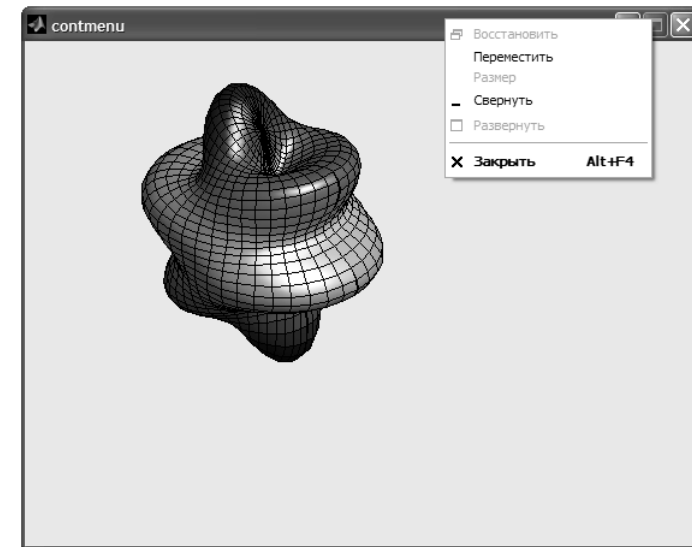 contmenu
Восстановить
Переместить
Размер
Свернуть
Развернуть
Закрыть Alt+F4